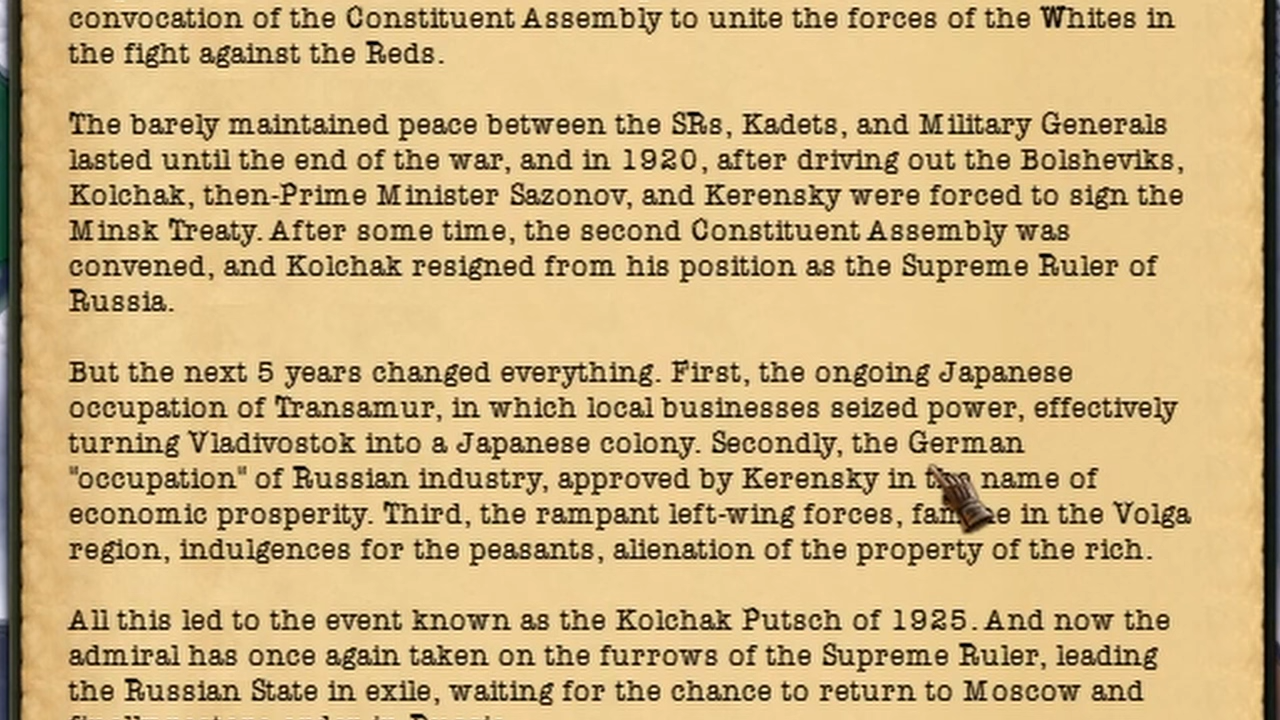 convocation of the Constituent Assembly to unite the forces of the Whites in
the fight against the Reds.
The barely maintained peace between the SRs, Kadets, and Military Generals
lasted until the end of the war, and in 1920, after driving out the Bolsheviks,
Kolchak, then-Prime Minister Sazonov, and Kerensky were forced to sign the
Minsk Treaty. After some time, the second Constituent Assembly was
convened, and Kolchak resigned from his position as the Supreme Ruler of
Russia.
But the next 5 years changed everything. First, the ongoing Japanese
occupation of Transamur, in which local businesses seized power, effectively
turning Vladivostok into a Japanese colony. Secondly, the German
"occupation" of Russian industry, approved by Kerensky in the name of
economic prosperity. Third, the rampant left-wing forces, famine in the Volga
region, indulgences for the peasants, alienation of the property of the rich.
All this led to the event known as the Kolchak Putsch of 1925. And now the
admiral has once again taken on the furrows of the Supreme Ruler, leading
the Russian State in exile, waiting for the chance to return to Moscow and